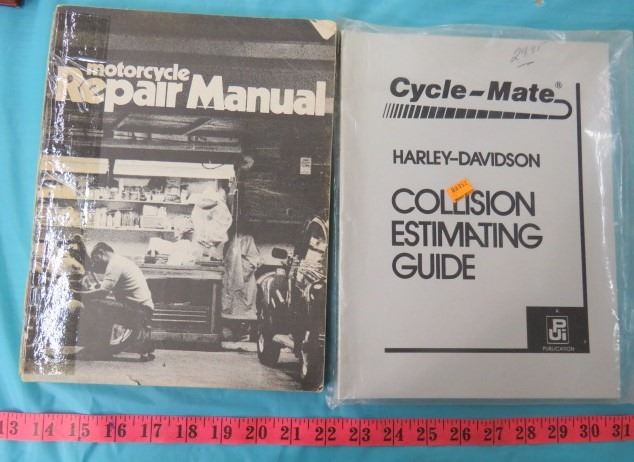 motorcycle
Repair Manual
Cycle-Mate®
HARLEY-DAVIDSON
COLLISION
ESTIMATING
GUIDE
A
PJI
PUBLICATION
13 14 15 16 17 18 19 20 21 22 23 24 25 26 27 28 29 30 31